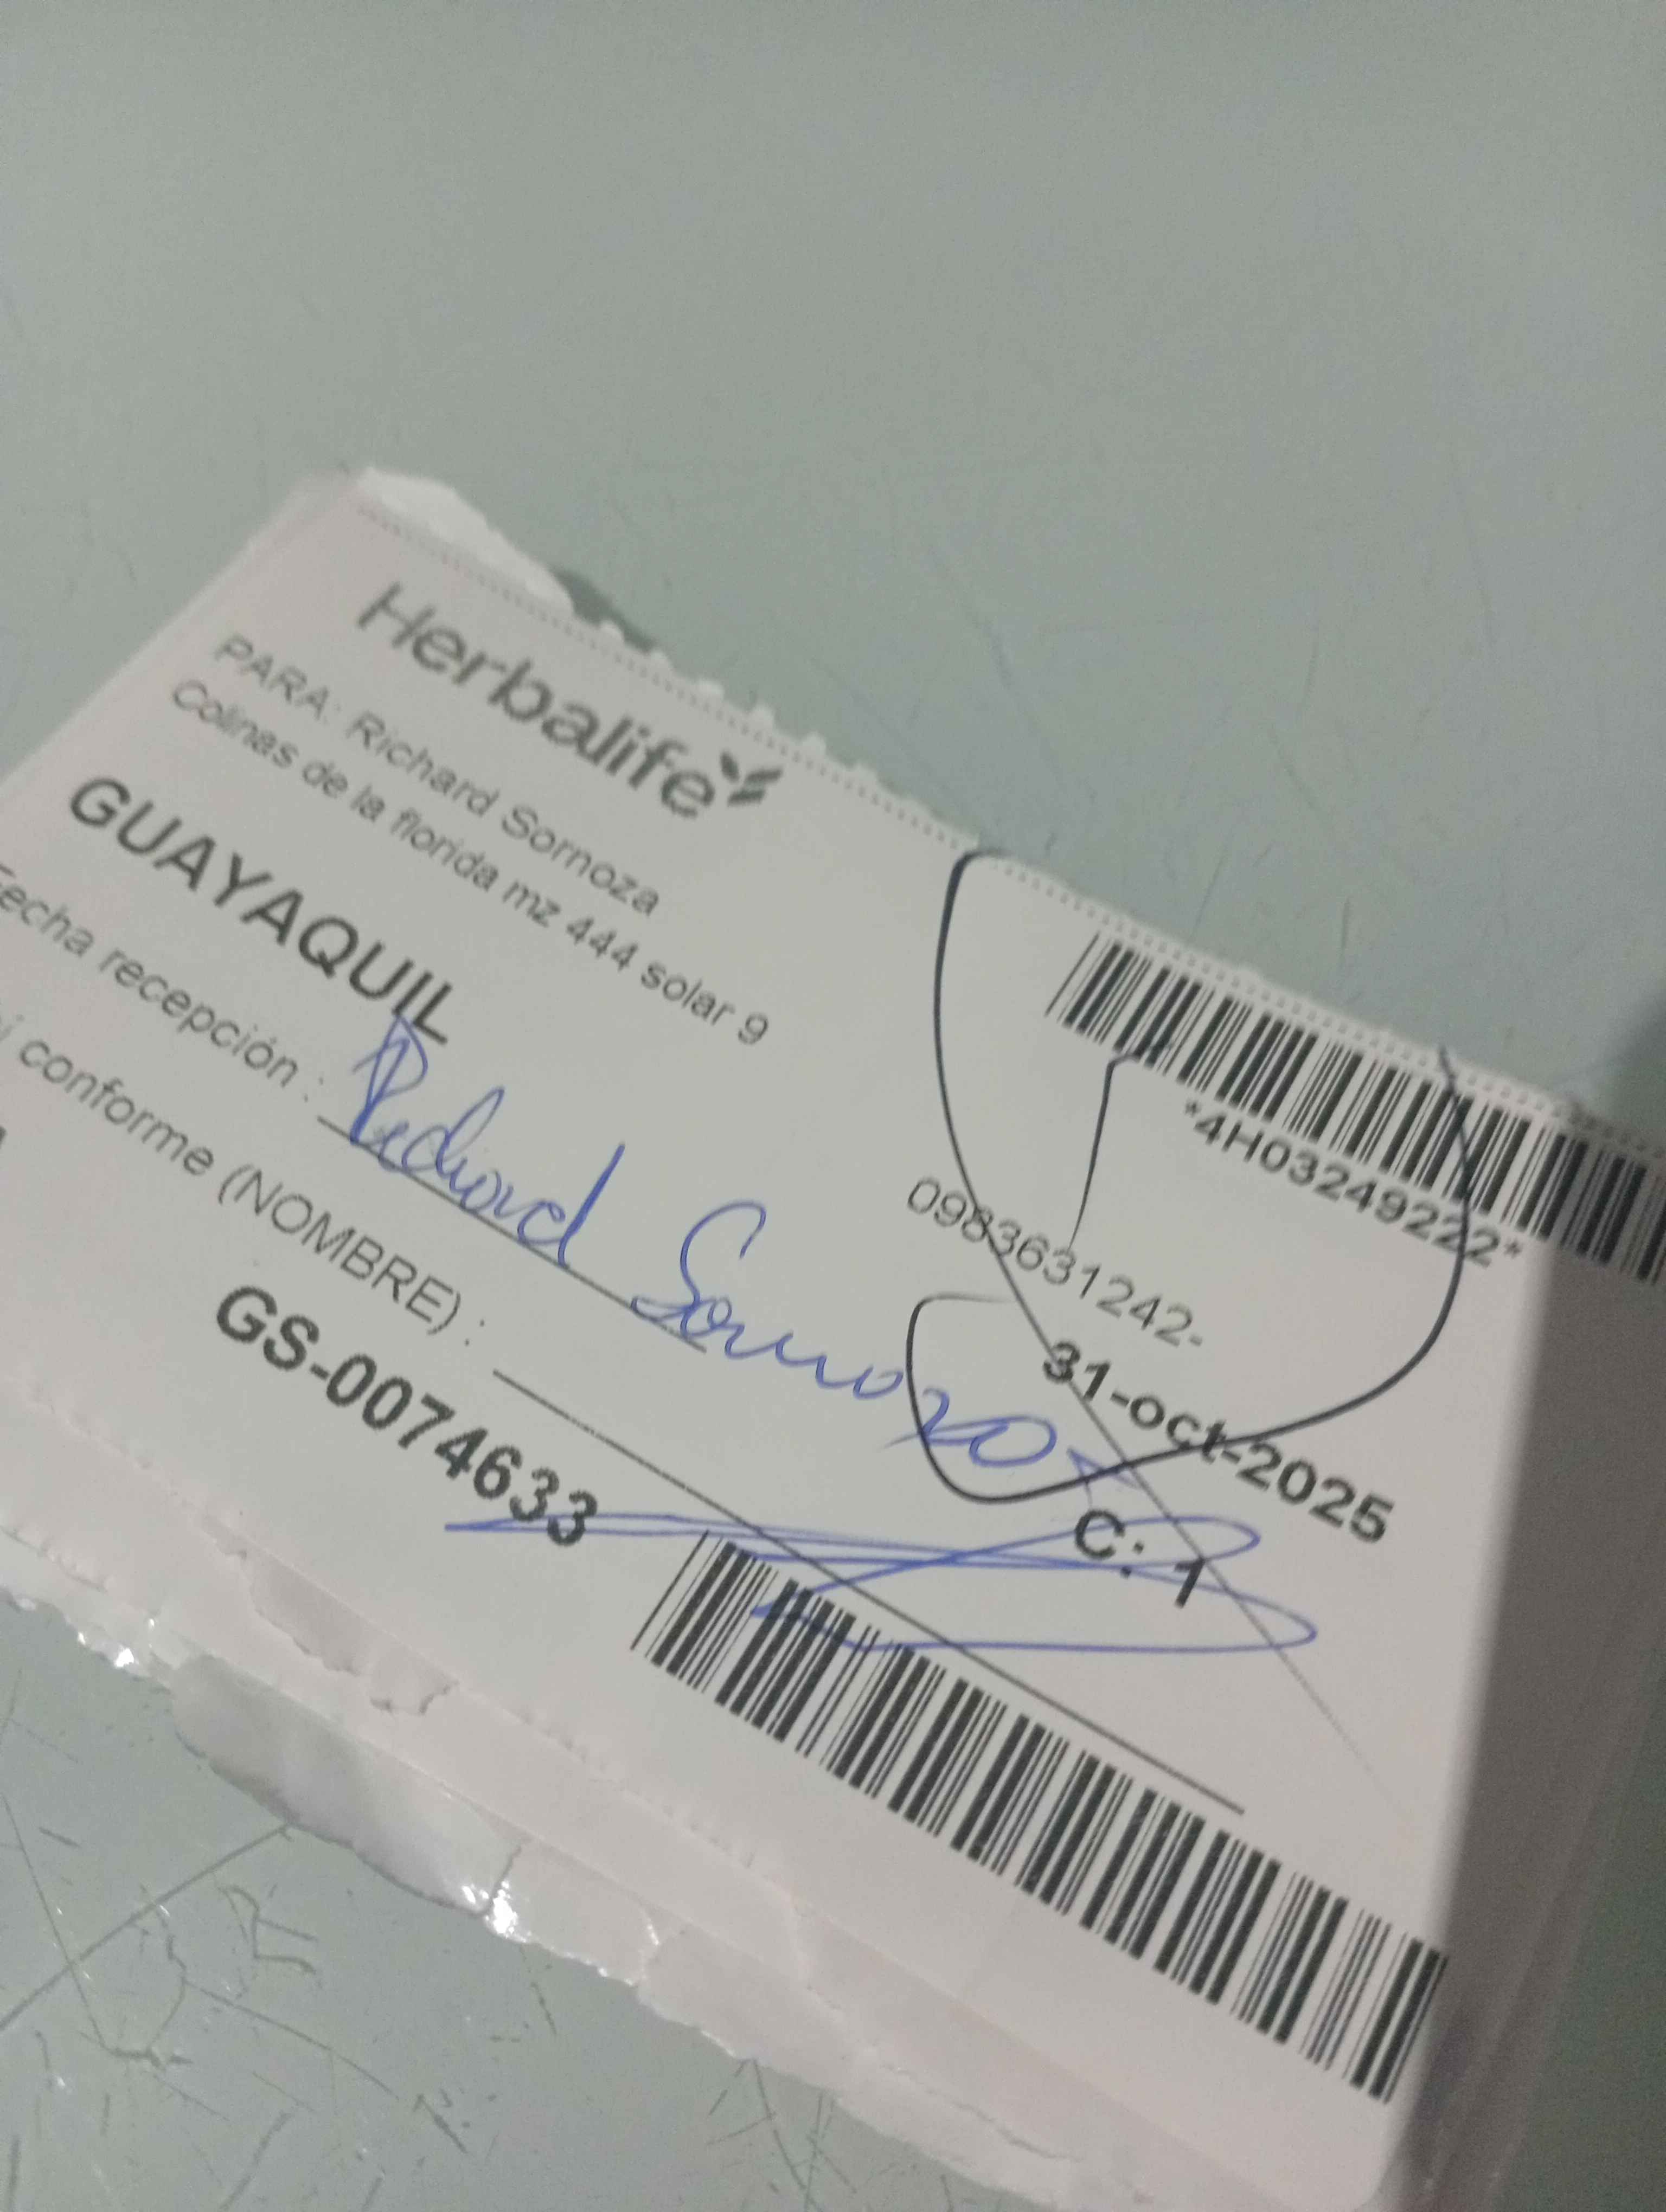 Herbalife
*4H03249222*
PARA: Richard Sornoza
Colinas de la florida mz 444 solar 9
0983631242-
GUAYAQUIL
31-oct-2025
Fecha recepción :
Richard Sornoza
C: 1
conforme (NOMBRE) :
GS-0074633